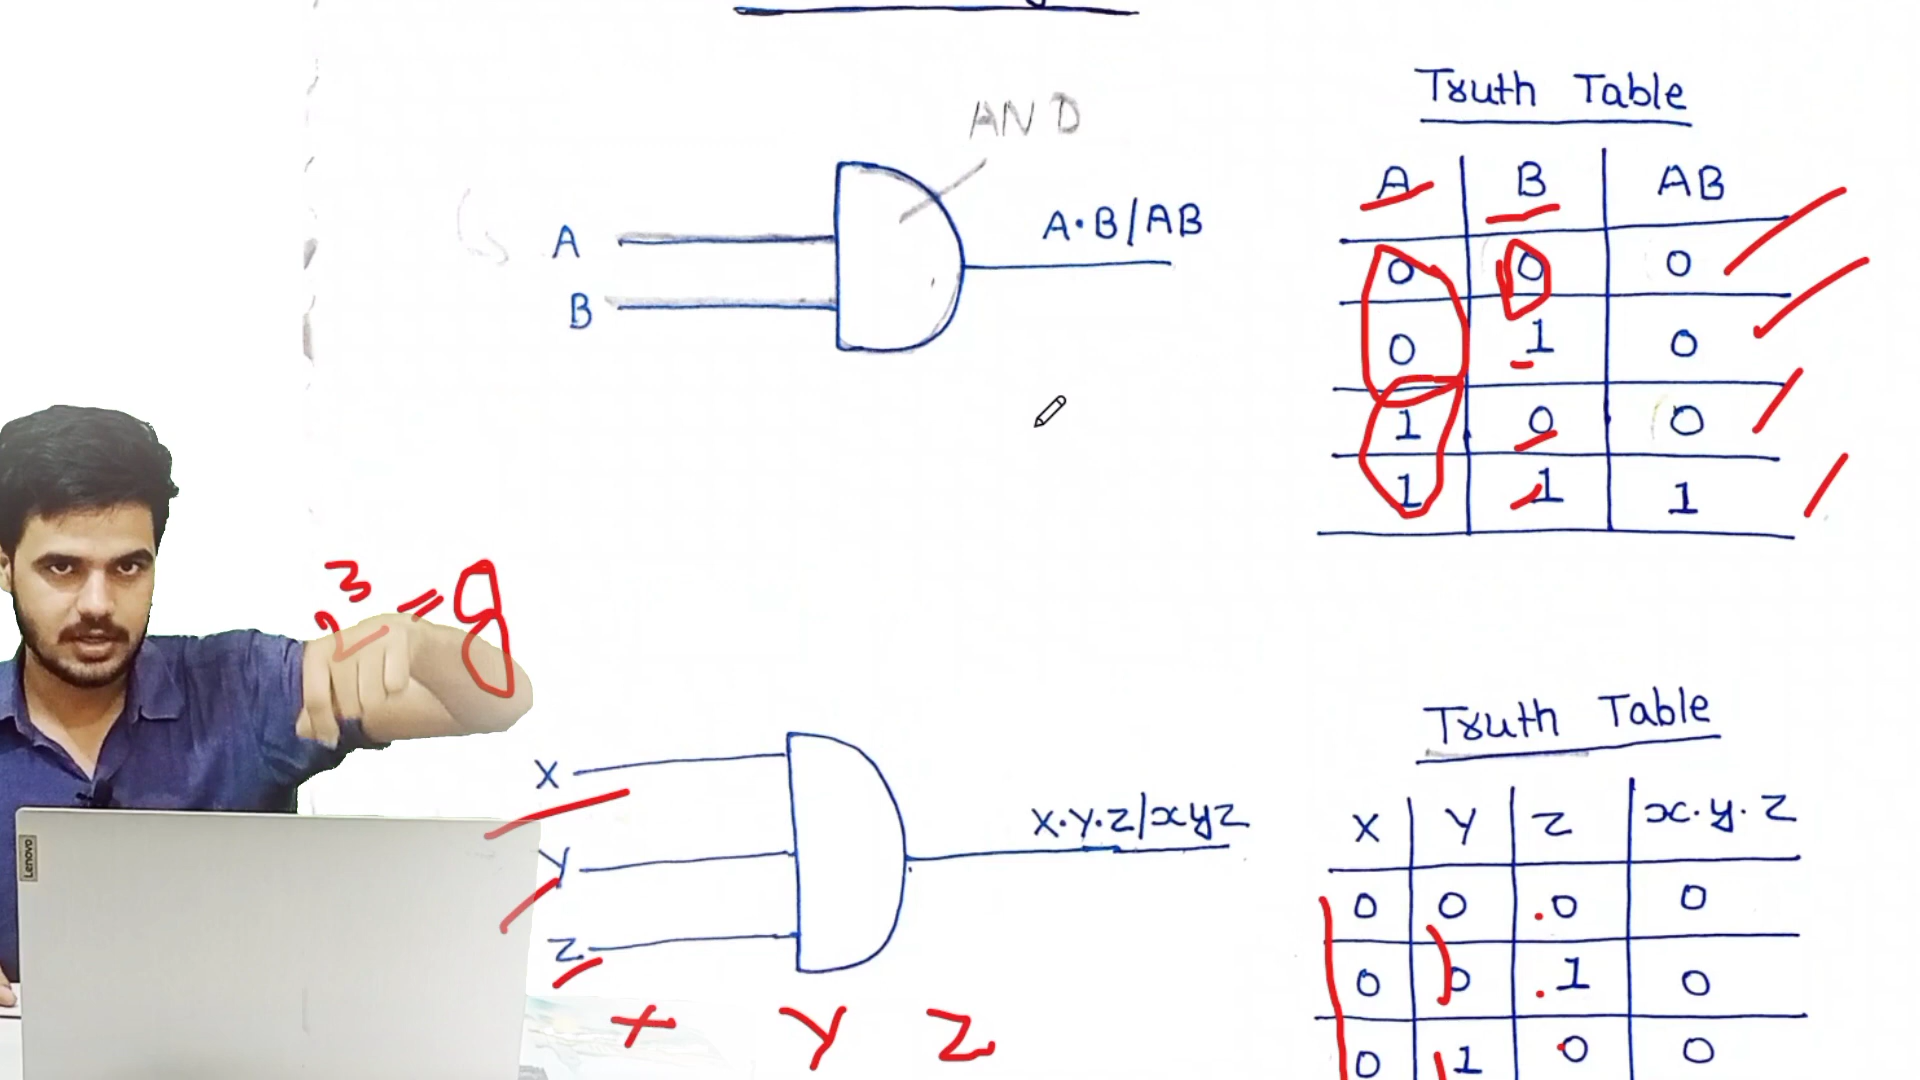 AND
A
B
A·B/AB
Truth Table
A B AB
0 0 0
0 1 0
1 0 0
1 1 1
2³ = 8
Lenovo
X
Y
Z
X·Y·Z/xyz
X Y Z
Truth Table
X Y Z x·y·z
0 0 0 0
0 0 1 0
0 1 0 0